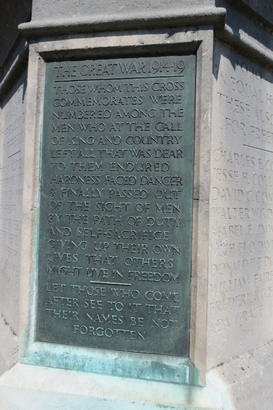 THE GREAT WAR 1914-19
THOSE WHOM THIS CROSS
COMMEMORATES WERE
NUMBERED AMONG THE
MEN WHO AT THE CALL
OF KING AND COUNTRY
LEFT ALL THAT WAS DEAR
TO THEM ENDURED
HARDNESS FACED DANGER
& FINALLY PASSED OUT
OF THE SIGHT OF MEN
BY THE PATH OF DUTY
AND SELF-SACRIFICE
GIVING UP THEIR OWN
LIVES THAT OTHERS
MIGHT LIVE IN FREEDOM
LET THOSE WHO COME
AFTER SEE TO IT THAT
THEIR NAMES BE NOT
FORGOTTEN
THESE